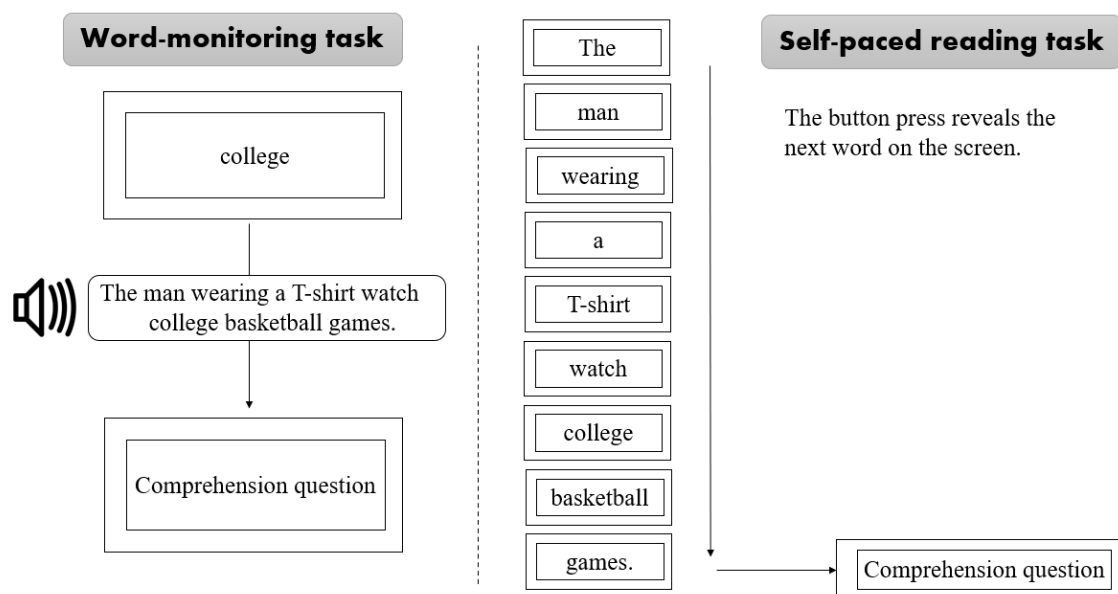 Word-monitoring task
college
The man wearing a T-shirt watch
college basketball games.
Comprehension question
The
man
wearing
a
T-shirt
watch
college
basketball
games.
Self-paced reading task
The button press reveals the
next word on the screen.
Comprehension question